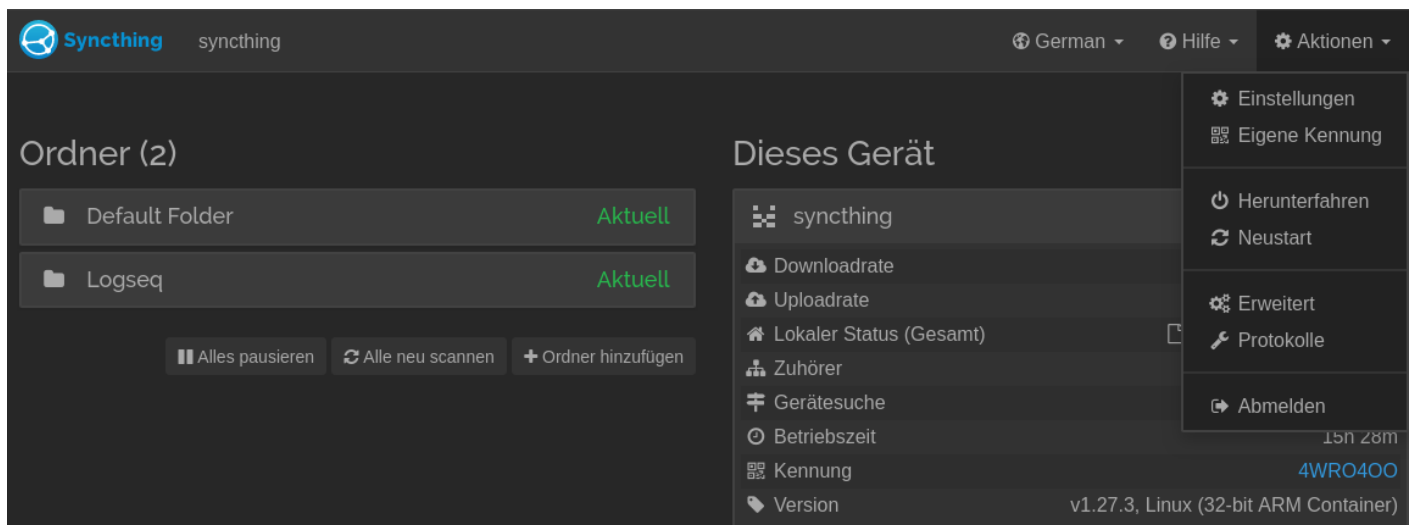 Syncthing syncthing German Hilfe Aktionen
Einstellungen
Eigene Kennung
Herunterfahren
Neustart
Erweitert
Protokolle
Abmelden
Ordner (2)
Default Folder Aktuell
Logseq Aktuell
Alles pausieren Alle neu scannen Ordner hinzufügen
Dieses Gerät
syncthing
Downloadrate
Uploadrate
Lokaler Status (Gesamt)
Zuhörer
Gerätesuche
Betriebszeit 15h 28m
Kennung 4WRO4OO
Version v1.27.3, Linux (32-bit ARM Container)